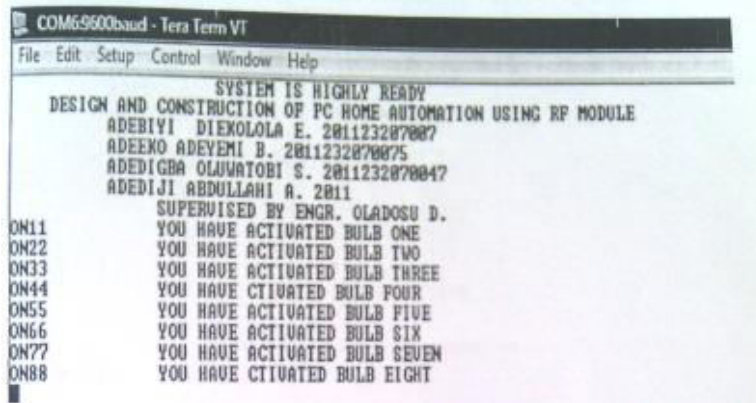 COM6:9600baud - Tera Term VT
File Edit Setup Control Window Help
SYSTEM IS HIGHLY READY
DESIGN AND CONSTRUCTION OF PC HOME AUTOMATION USING RF MODULE
ADEBIYI DIEKOLOLA E. 201123207007
ADEEKO ADEYEMI B. 2011232070075
ADEDIGBA OLUWATOBI S. 2011232070047
ADEDIJI ABDULLAHI A. 2011
SUPERVISED BY ENGR. OLADOSU D.
ON11 YOU HAVE ACTIVATED BULB ONE
ON22 YOU HAVE ACTIVATED BULB TWO
ON33 YOU HAVE ACTIVATED BULB THREE
ON44 YOU HAVE CTIVATED BULB FOUR
ON55 YOU HAVE ACTIVATED BULB FIVE
ON66 YOU HAVE ACTIVATED BULB SIX
ON77 YOU HAVE ACTIVATED BULB SEVEN
ON88 YOU HAVE CTIVATED BULB EIGHT